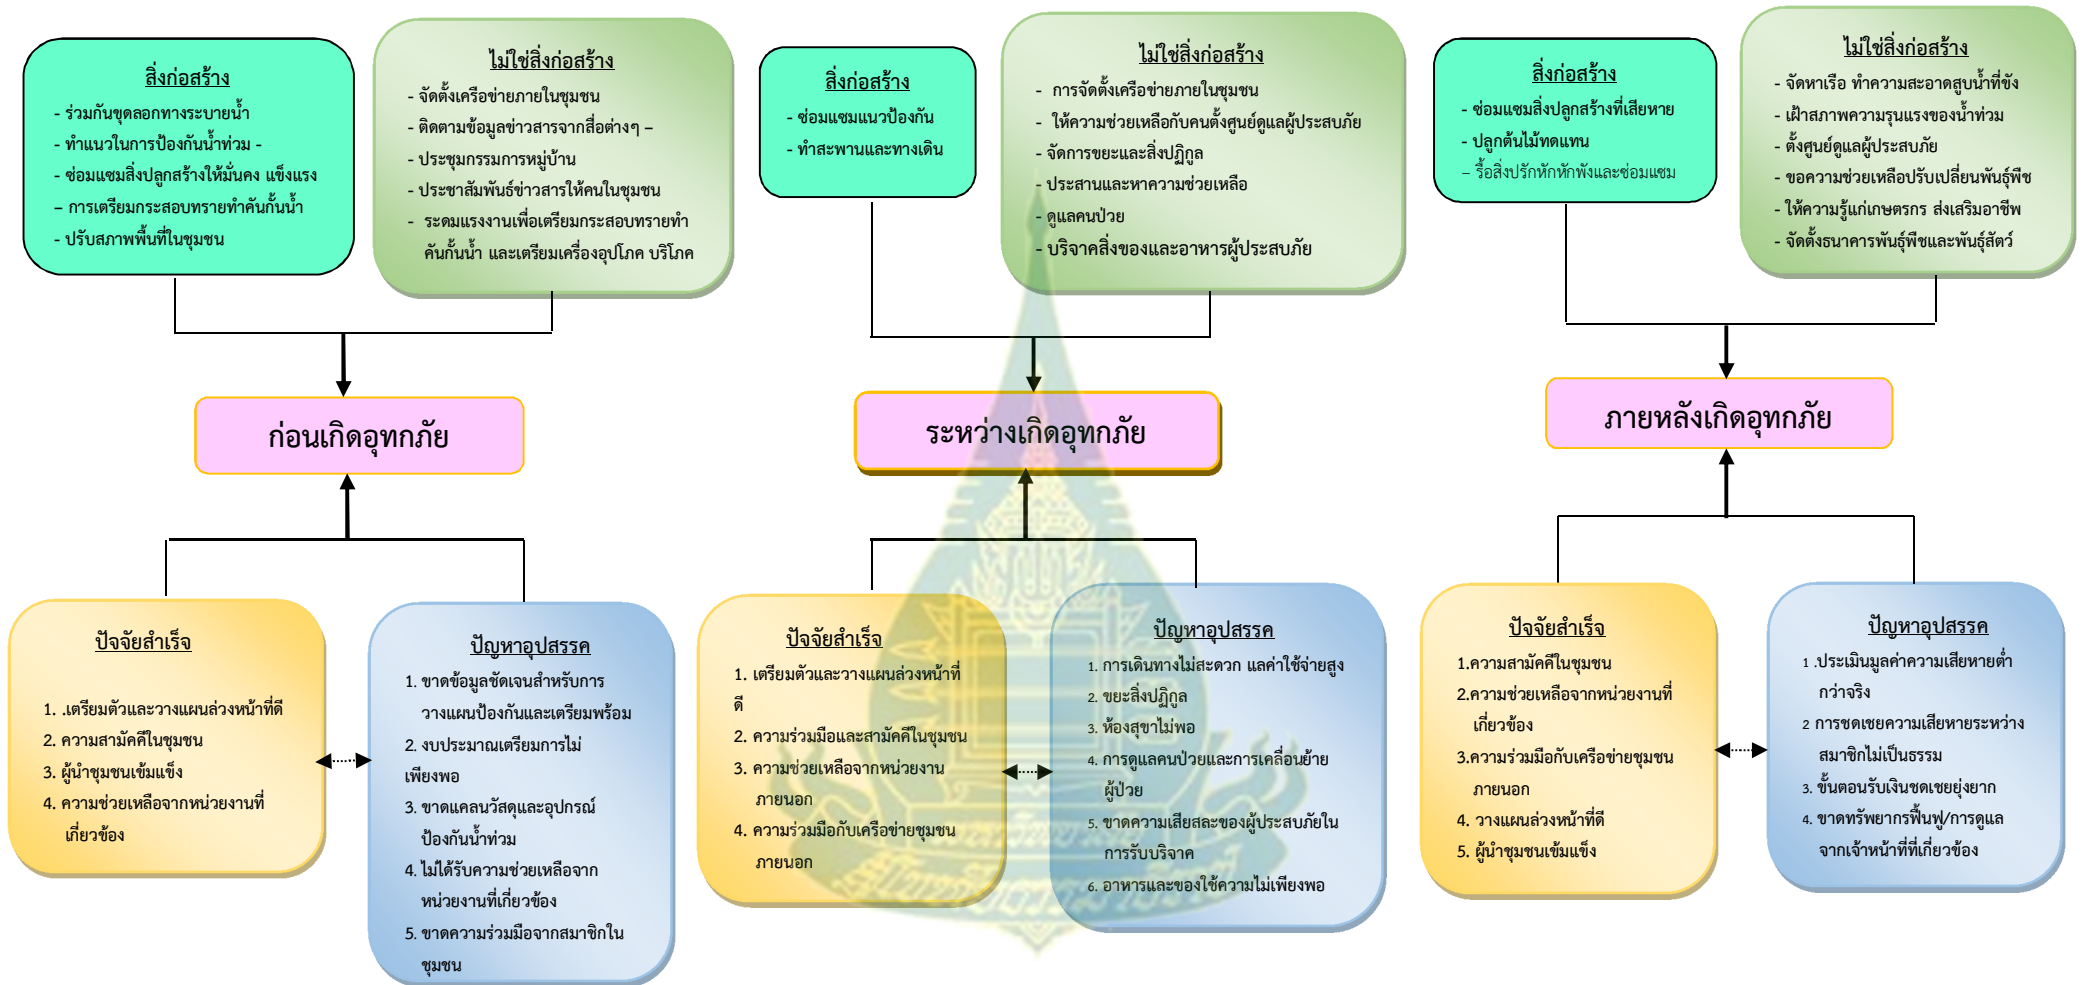 สิ่งก่อสร้าง
- ร่วมกันขุดลอกทางระบายน้ำ
- ทำแนวในการป้องกันน้ำท่วม -
- ซ่อมแซมสิ่งปลูกสร้างให้มั่นคง แข็งแรง
– การเตรียมกระสอบทรายทำคันกั้นน้ำ
- ปรับสภาพพื้นที่ในชุมชน
ไม่ใช่สิ่งก่อสร้าง
- จัดตั้งเครือข่ายภายในชุมชน
- ติดตามข้อมูลข่าวสารจากสื่อต่างๆ –
- ประชุมกรรมการหมู่บ้าน
- ประชาสัมพันธ์ข่าวสารให้คนในชุมชน
- ระดมแรงงานเพื่อเตรียมกระสอบทรายทำ
คันกั้นน้ำ และเตรียมเครื่องอุปโภค บริโภค
ก่อนเกิดอุทกภัย
ปัจจัยสำเร็จ
1. .เตรียมตัวและวางแผนล่วงหน้าที่ดี
2. ความสามัคคีในชุมชน
3. ผู้นำชุมชนเข้มแข็ง
4. ความช่วยเหลือจากหน่วยงานที่
เกี่ยวข้อง
ปัญหาอุปสรรค
1. ขาดข้อมูลชัดเจนสำหรับการ
วางแผนป้องกันและเตรียมพร้อม
2. งบประมาณเตรียมการไม่
เพียงพอ
3. ขาดแคลนวัสดุและอุปกรณ์
ป้องกันน้ำท่วม
4. ไม่ได้รับความช่วยเหลือจาก
หน่วยงานที่เกี่ยวข้อง
5. ขาดความร่วมมือจากสมาชิกใน
ชุมชน
สิ่งก่อสร้าง
- ซ่อมแซมแนวป้องกัน
- ทำสะพานและทางเดิน
ไม่ใช่สิ่งก่อสร้าง
- การจัดตั้งเครือข่ายภายในชุมชน
- ให้ความช่วยเหลือกับคนตั้งศูนย์ดูแลผู้ประสบภัย
- จัดการขยะและสิ่งปฏิกูล
- ประสานและหาความช่วยเหลือ
- ดูแลคนป่วย
- บริจาคสิ่งของและอาหารผู้ประสบภัย
ระหว่างเกิดอุทกภัย
ปัจจัยสำเร็จ
1. เตรียมตัวและวางแผนล่วงหน้าที่
ดี
2. ความร่วมมือและสามัคคีในชุมชน
3. ความช่วยเหลือจากหน่วยงาน
ภายนอก
4. ความร่วมมือกับเครือข่ายชุมชน
ภายนอก
ปัญหาอุปสรรค
1. การเดินทางไม่สะดวก แลค่าใช้จ่ายสูง
2. ขยะสิ่งปฏิกูล
3. ห้องสุขาไม่พอ
4. การดูแลคนป่วยและการเคลื่อนย้าย
ผู้ป่วย
5. ขาดความเสียสละของผู้ประสบภัยใน
การรับบริจาค
6. อาหารและของใช้ความไม่เพียงพอ
สิ่งก่อสร้าง
- ซ่อมแซมสิ่งปลูกสร้างที่เสียหาย
- ปลูกต้นไม้ทดแทน
– รื้อสิ่งปรักหักหักพังและซ่อมแซม
ไม่ใช่สิ่งก่อสร้าง
- จัดหาเรือ ทำความสะอาดสูบน้ำที่ขัง
- เฝ้าสภาพความรุนแรงของน้ำท่วม
- ตั้งศูนย์ดูแลผู้ประสบภัย
- ขอความช่วยเหลือปรับเปลี่ยนพันธุ์พืช
- ให้ความรู้แก่เกษตรกร ส่งเสริมอาชีพ
- จัดตั้งธนาคารพันธุ์พืชและพันธุ์สัตว์
ภายหลังเกิดอุทกภัย
ปัจจัยสำเร็จ
1.ความสามัคคีในชุมชน
2.ความช่วยเหลือจากหน่วยงานที่
เกี่ยวข้อง
3.ความร่วมมือกับเครือข่ายชุมชน
ภายนอก
4. วางแผนล่วงหน้าที่ดี
5. ผู้นำชุมชนเข้มแข็ง
ปัญหาอุปสรรค
1 .ประเมินมูลค่าความเสียหายต่ำ
กว่าจริง
2 การชดเชยความเสียหายระหว่าง
สมาชิกไม่เป็นธรรม
3. ขั้นตอนรับเงินชดเชยยุ่งยาก
4. ขาดทรัพยากรฟื้นฟู/การดูแล
จากเจ้าหน้าที่ที่เกี่ยวข้อง